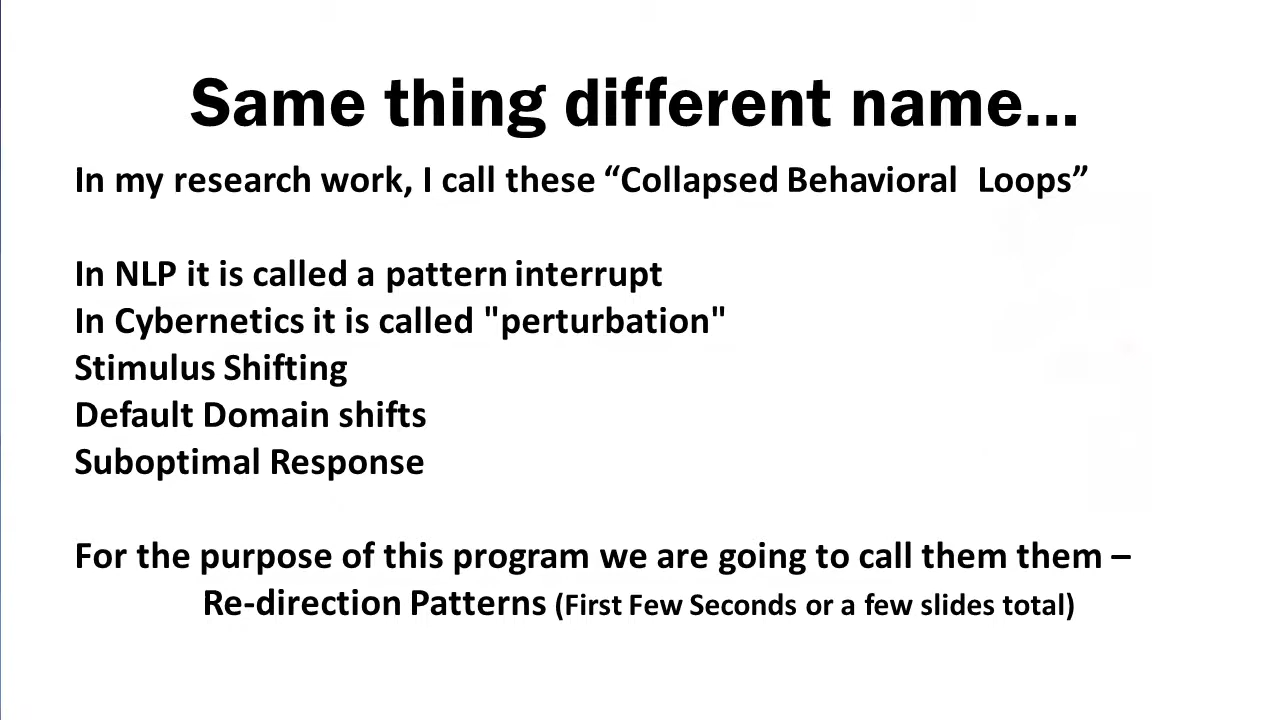 Same thing different name...
In my research work, I call these “Collapsed Behavioral Loops”
In NLP it is called a pattern interrupt
In Cybernetics it is called "perturbation"
Stimulus Shifting
Default Domain shifts
Suboptimal Response
For the purpose of this program we are going to call them them –
Re-direction Patterns (First Few Seconds or a few slides total)